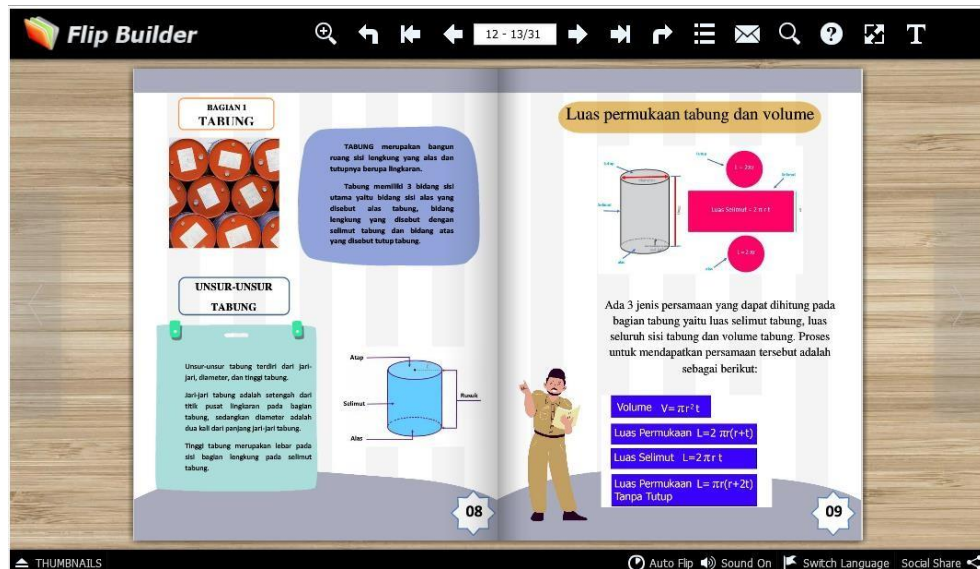 Flip Builder
12 - 13/31
BAGIAN 1
TABUNG
TABUNG merupakan bangun
ruang sisi lengkung yang alas dan
tutupnya berupa lingkaran.
Tabung memiliki 3 bidang sisi
utama yaitu bidang sisi alas yang
disebut alas tabung, bidang
lengkung yang disebut dengan
selimut tabung dan bidang atas
yang disebut tutup tabung.
UNSUR-UNSUR
TABUNG
Unsur-unsur tabung terdiri dari jari-
jari, diameter, dan tinggi tabung.
Jari-jari tabung adalah setengah dari
titik pusat lingkaran pada bagian
tabung, sedangkan diameter adalah
dua kali dari panjang jari-jari tabung.
Tinggi tabung merupakan lebar pada
sisi bagian lengkung pada selimut
tabung.
Atap
Selimut
Rusuk
Alas
08
Luas permukaan tabung dan volume
Luas Selimut = 2 π r t
Ada 3 jenis persamaan yang dapat dihitung pada
bagian tabung yaitu luas selimut tabung, luas
seluruh sisi tabung dan volume tabung. Proses
untuk mendapatkan persamaan tersebut adalah
sebagai berikut:
Volume V= πr²t
Luas Permukaan L=2 πr(r+t)
Luas Selimut L=2πrt
Luas Permukaan L= πr(r+2t)
Tanpa Tutup
09
THUMBNAILS
Auto Flip
Sound On
Switch Language
Social Share